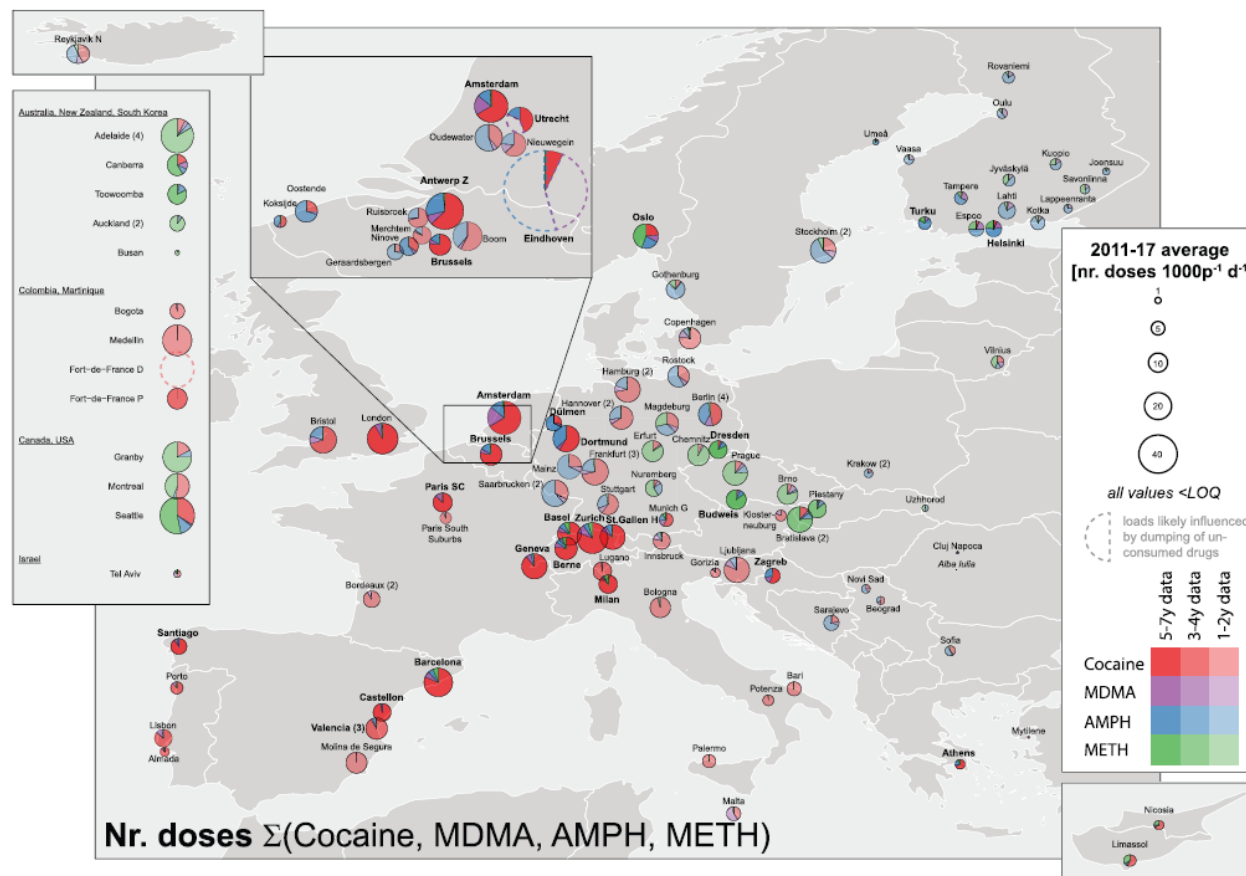 Reykjavik N
Australia, New Zealand, South Korea
Adelaide (4)
Canberra
Toowoomba
Auckland (2)
Busan
Colombia, Martinique
Bogota
Medellin
Fort-de-France D
Fort-de-France P
Canada, USA
Granby
Montreal
Seattle
Israel
Tel Aviv
Amsterdam
Utrecht
Oudewater
Nieuwegein
Antwerp Z
Oostende
Koksijde
Ruisbroek
Merchtem
Ninove
Boom
Geraardsbergen
Brussels
Eindhoven
Rovaniemi
Oulu
Umeå
Vaasa
Kuopio
Joensuu
Jyväskylä
Savonlinna
Tampere
Lahti
Lappeenranta
Turku
Espoo
Kotka
Helsinki
Oslo
Stockholm (2)
Gothenburg
Copenhagen
Vilnius
Rostock
Hamburg (2)
Amsterdam
Hannover (2)
Berlin (4)
Dülmen
Magdeburg
Bristol
London
Brussels
Dortmund
Erfurt
Chemnitz
Dresden
Frankfurt (3)
Mainz
Prague
Krakow (2)
Saarbrucken (2)
Nuremberg
Brno
Piestany
Uzhhorod
Paris SC
Stuttgart
Munich G
Budweis
Kloster-
neuburg
Bratislava (2)
Paris South
Suburbs
Basel
Zurich
St.Gallen H
Innsbruck
Cluj Napoca
Alba Iulia
Geneva
Berne
Lugano
Ljubljana
Gorizia
Zagreb
Milan
Novi Sad
Beograd
Bordeaux (2)
Bologna
Sarajevo
Sofia
Santiago
Porto
Barcelona
Castellon
Valencia (3)
Bari
Potenza
Lisbon
Almada
Molina de Segura
Palermo
Mytilene
Athens
Malta
Nicosia
Limassol
2011-17 average
[nr. doses 1000p⁻¹ d⁻¹
1
5
10
20
40
all values <LOQ
loads likely influenced
by dumping of un-
consumed drugs
5-7y data
3-4y data
1-2y data
Cocaine
MDMA
AMPH
METH
Nr. doses Σ(Cocaine, MDMA, AMPH, METH)